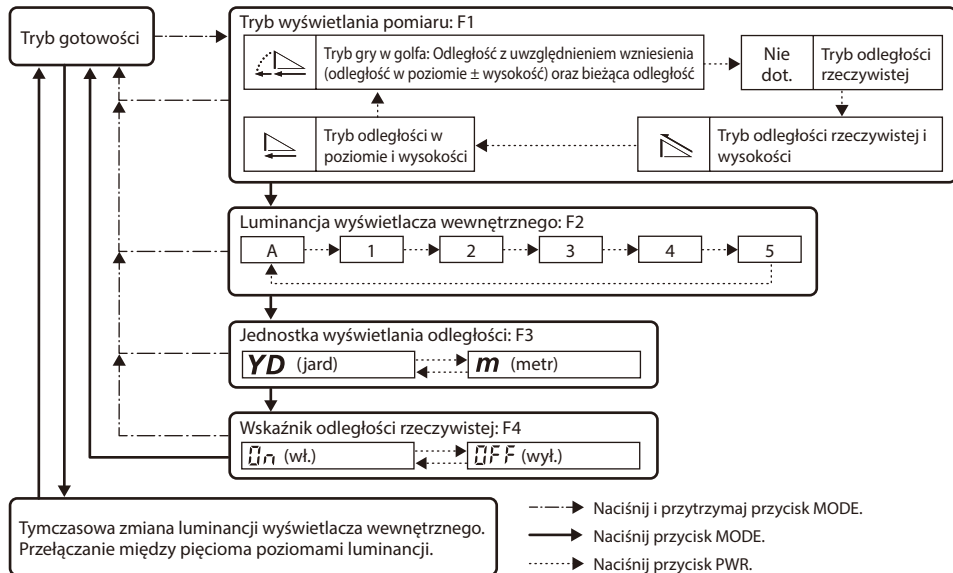 Tryb gotowości
Tryb wyświetlania pomiaru: F1
Tryb gry w golfa: Odległość z uwzględnieniem wzniesienia
(odległość w poziomie ± wysokość) oraz bieżąca odległość
Nie
dot.
Tryb odległości
rzeczywistej
Tryb odległości w
poziomie i wysokości
Tryb odległości rzeczywistej i
wysokości
Luminancja wyświetlacza wewnętrznego: F2
A
1
2
3
4
5
Jednostka wyświetlania odległości: F3
YD (jard)
m (metr)
Wskaźnik odległości rzeczywistej: F4
On (wł.)
OFF (wył.)
Tymczasowa zmiana luminancji wyświetlacza wewnętrznego.
Przełączanie między pięcioma poziomami luminancji.
Naciśnij i przytrzymaj przycisk MODE.
Naciśnij przycisk MODE.
Naciśnij przycisk PWR.